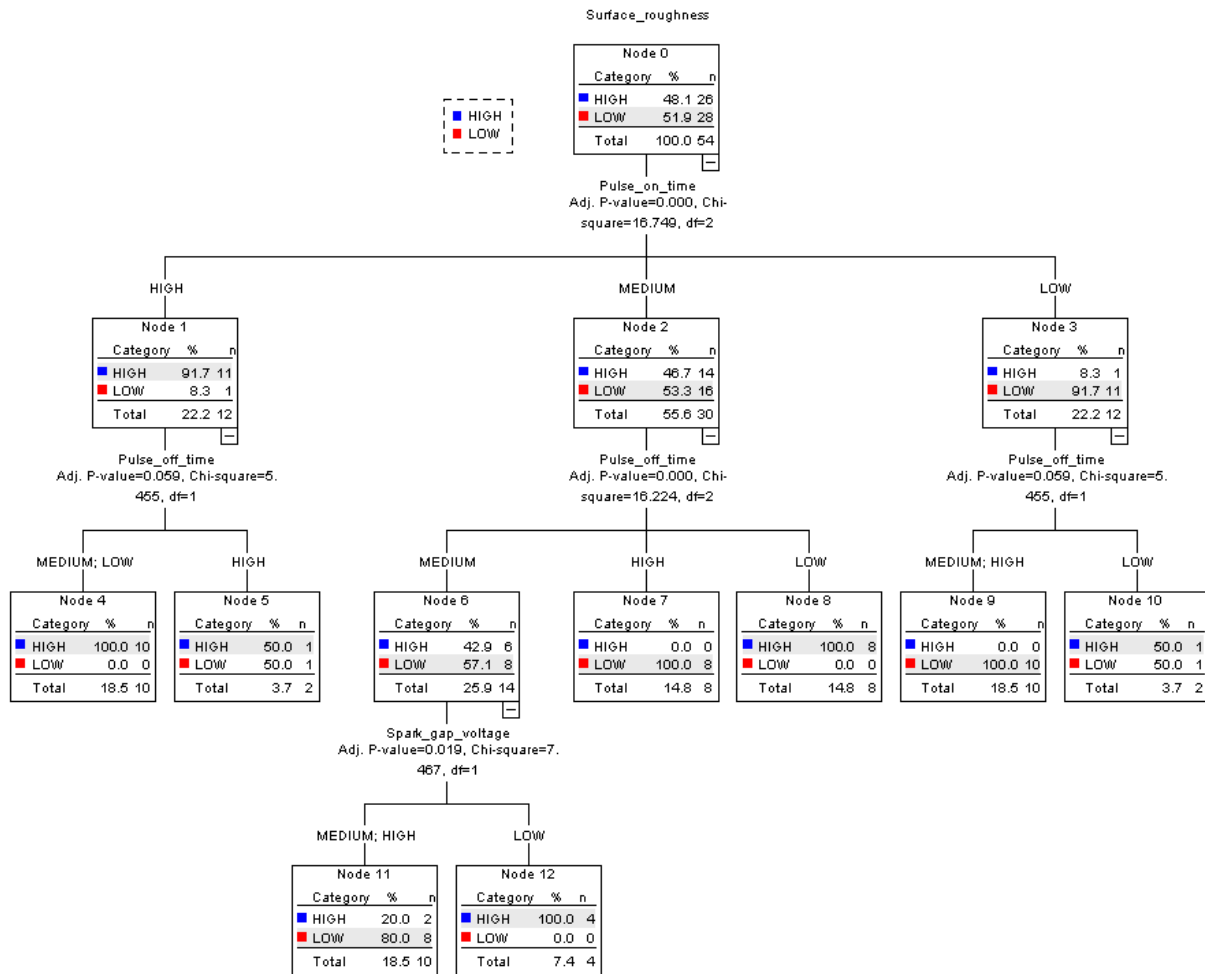 Surface_roughness
Node 0
Category % n
HIGH 48.1 26
LOW 51.9 28
Total 100.0 54
HIGH
LOW
Pulse_on_time
Adj. P-value=0.000, Chi-
square=16.749, df=2
HIGH
MEDIUM
LOW
Node 1
Category % n
HIGH 91.7 11
LOW 8.3 1
Total 22.2 12
Node 2
Category % n
HIGH 46.7 14
LOW 53.3 16
Total 55.6 30
Node 3
Category % n
HIGH 8.3 1
LOW 91.7 11
Total 22.2 12
Pulse_off_time
Adj. P-value=0.059, Chi-square=5.
455, df=1
Pulse_off_time
Adj. P-value=0.000, Chi-
square=16.224, df=2
Pulse_off_time
Adj. P-value=0.059, Chi-square=5.
455, df=1
MEDIUM; LOW
HIGH
MEDIUM
HIGH
LOW
MEDIUM; HIGH
LOW
Node 4
Category % n
HIGH 100.0 10
LOW 0.0 0
Total 18.5 10
Node 5
Category % n
HIGH 50.0 1
LOW 50.0 1
Total 3.7 2
Node 6
Category % n
HIGH 42.9 6
LOW 57.1 8
Total 25.9 14
Node 7
Category % n
HIGH 0.0 0
LOW 100.0 8
Total 14.8 8
Node 8
Category % n
HIGH 100.0 8
LOW 0.0 0
Total 14.8 8
Node 9
Category % n
HIGH 0.0 0
LOW 100.0 10
Total 18.5 10
Node 10
Category % n
HIGH 50.0 1
LOW 50.0 1
Total 3.7 2
Spark_gap_voltage
Adj. P-value=0.019, Chi-square=7.
467, df=1
MEDIUM; HIGH
LOW
Node 11
Category % n
HIGH 20.0 2
LOW 80.0 8
Total 18.5 10
Node 12
Category % n
HIGH 100.0 4
LOW 0.0 0
Total 7.4 4